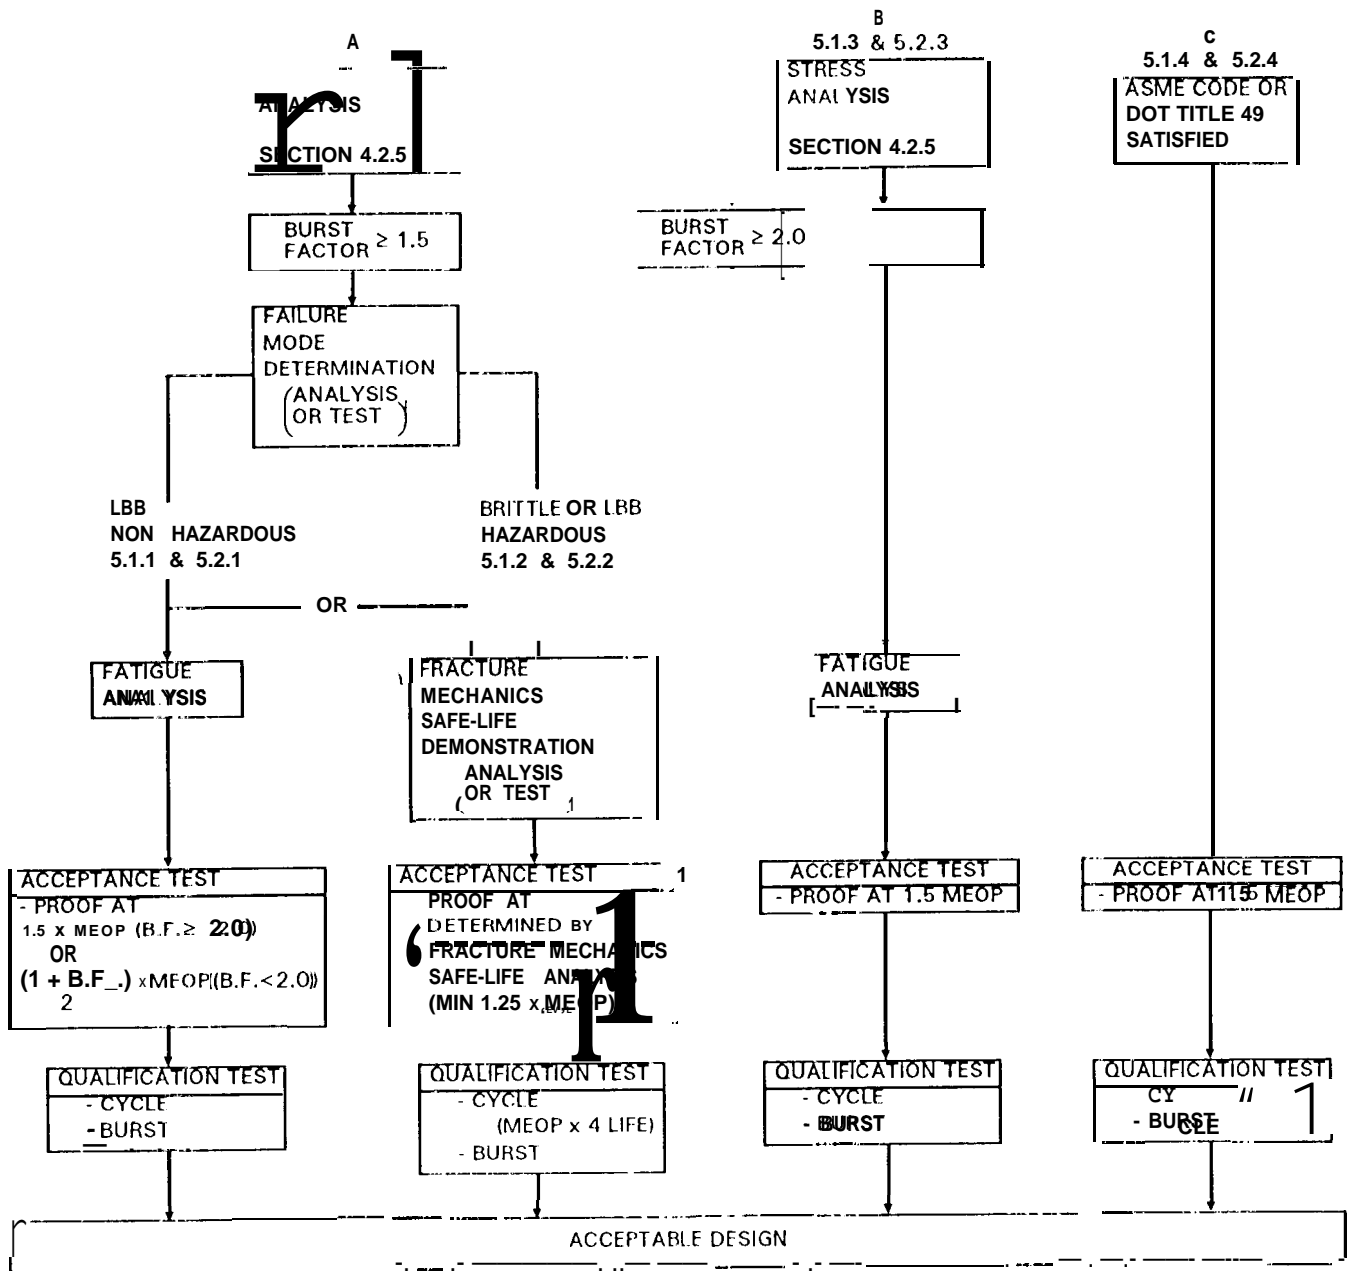 A
ANALYSIS
SECTION 4.2.5
BURST
FACTOR ≥ 1.5
FAILURE
MODE
DETERMINATION
(ANALYSIS
OR TEST)
LBB
NON HAZARDOUS
5.1.1 & 5.2.1
BRITTLE OR LBB
HAZARDOUS
5.1.2 & 5.2.2
OR
FATIGUE
ANALYSIS
FRACTURE
MECHANICS
SAFE-LIFE
DEMONSTRATION
ANALYSIS
(OR TEST
ACCEPTANCE TEST
- PROOF AT
1.5 x MEOP (B.F. ≥ 2.0)
OR
(1 + B.F.) x MEOP (B.F. < 2.0)
2
ACCEPTANCE TEST
PROOF AT
DETERMINED BY
FRACTURE MECHANICS
SAFE-LIFE ANALYSIS
(MIN 1.25 x MEOP)
QUALIFICATION TEST
- CYCLE
- BURST
QUALIFICATION TEST
- CYCLE
(MEOP x 4 LIFE)
- BURST
B
5.1.3 & 5.2.3
STRESS
ANALYSIS
SECTION 4.2.5
BURST
FACTOR ≥ 2.0
FATIGUE
ANALYSIS
ACCEPTANCE TEST
- PROOF AT 1.5 MEOP
QUALIFICATION TEST
- CYCLE
- BURST
C
5.1.4 & 5.2.4
ASME CODE OR
DOT TITLE 49
SATISFIED
ACCEPTANCE TEST
- PROOF AT 1.5 MEOP
QUALIFICATION TEST
CYCLE
- BURST
ACCEPTABLE DESIGN